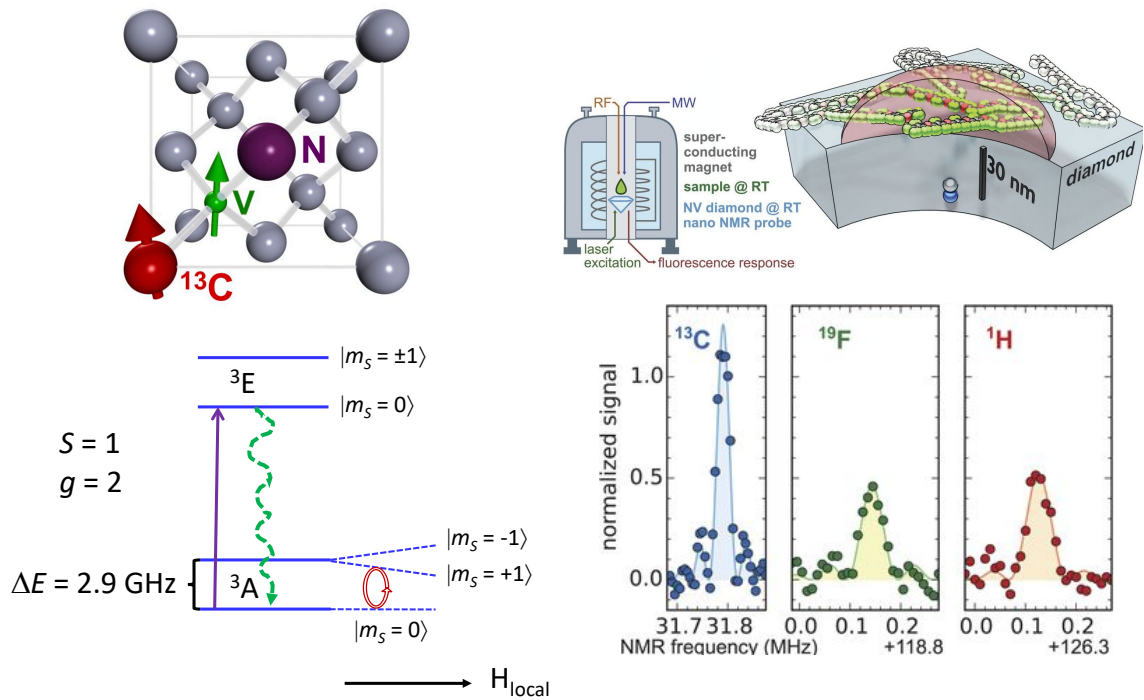 N
V
¹³C
RF
MW
super-
conducting
magnet
sample @ RT
NV diamond @ RT
nano NMR probe
laser
excitation
fluorescence response
30 nm
diamond
|mₛ = ±1⟩
³E
|mₛ = 0⟩
S = 1
g = 2
|mₛ = -1⟩
|mₛ = +1⟩
ΔE = 2.9 GHz
³A
|mₛ = 0⟩
H_local
¹³C
¹⁹F
¹H
normalized signal
1.0
0.5
0.0
31.7 31.8
0.0 0.1 0.2
0.0 0.1 0.2
NMR frequency (MHz)
+118.8
+126.3